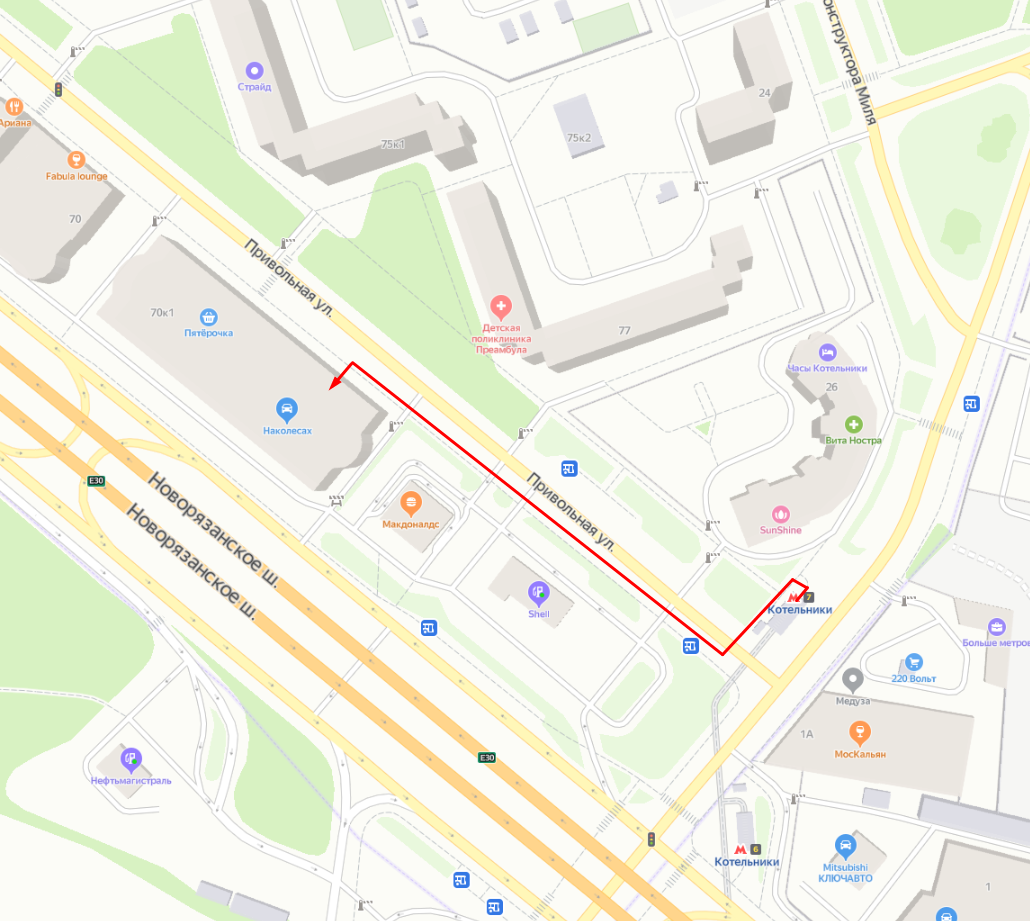 онструктора Миля
Страйд
24
Ариана
75к1
75к2
Fabula lounge
70
Привольная ул.
70к1
Пятёрочка
Детская
поликлиника
Преамбула
77
Часы Котельники
26
Наколесах
Вита Ностра
E30
Новорязанское ш.
Новорязанское ш.
Макдоналдс
Привольная ул.
SunShine
Shell
7
Котельники
Больше метров
220 Вольт
Медуза
1А
МосКальян
E30
Нефтьмагистраль
6
Котельники
Mitsubishi
КЛЮЧАВТО
1